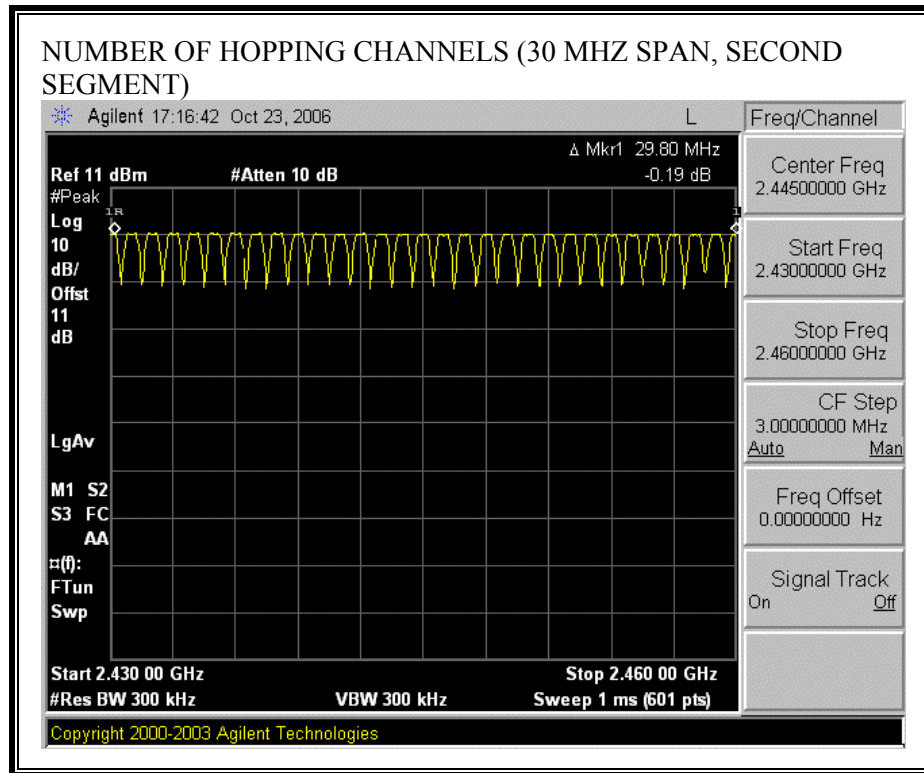 NUMBER OF HOPPING CHANNELS (30 MHZ SPAN, SECOND
SEGMENT)
Agilent 17:16:42 Oct 23, 2006 L
Freq/Channel
Δ Mkr1 29.80 MHz
Ref 11 dBm #Atten 10 dB -0.19 dB
#Peak
Log
10
dB/
Offst
11
dB
LgAv
M1 S2
S3 FC
AA
¤(f):
FTun
Swp
1R
1
Start 2.430 00 GHz Stop 2.460 00 GHz
#Res BW 300 kHz VBW 300 kHz Sweep 1 ms (601 pts)
Center Freq
2.44500000 GHz
Start Freq
2.43000000 GHz
Stop Freq
2.46000000 GHz
CF Step
3.00000000 MHz
Auto Man
Freq Offset
0.00000000 Hz
Signal Track
On Off
Copyright 2000-2003 Agilent Technologies